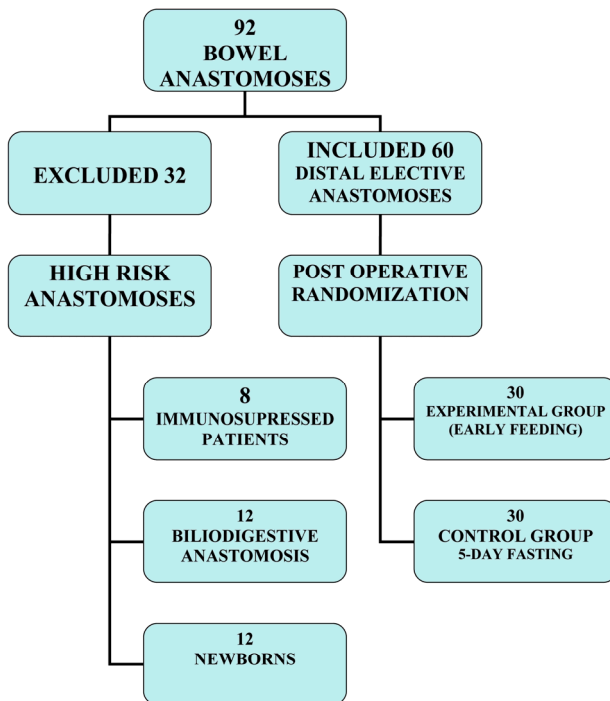 92
BOWEL
ANASTOMOSES
EXCLUDED 32
INCLUDED 60
DISTAL ELECTIVE
ANASTOMOSES
HIGH RISK
ANASTOMOSES
POST OPERATIVE
RANDOMIZATION
8
IMMUNOSUPRESSED
PATIENTS
30
EXPERIMENTAL GROUP
(EARLY FEEDING)
12
BILIODIGESTIVE
ANASTOMOSIS
30
CONTROL GROUP
5-DAY FASTING
12
NEWBORNS